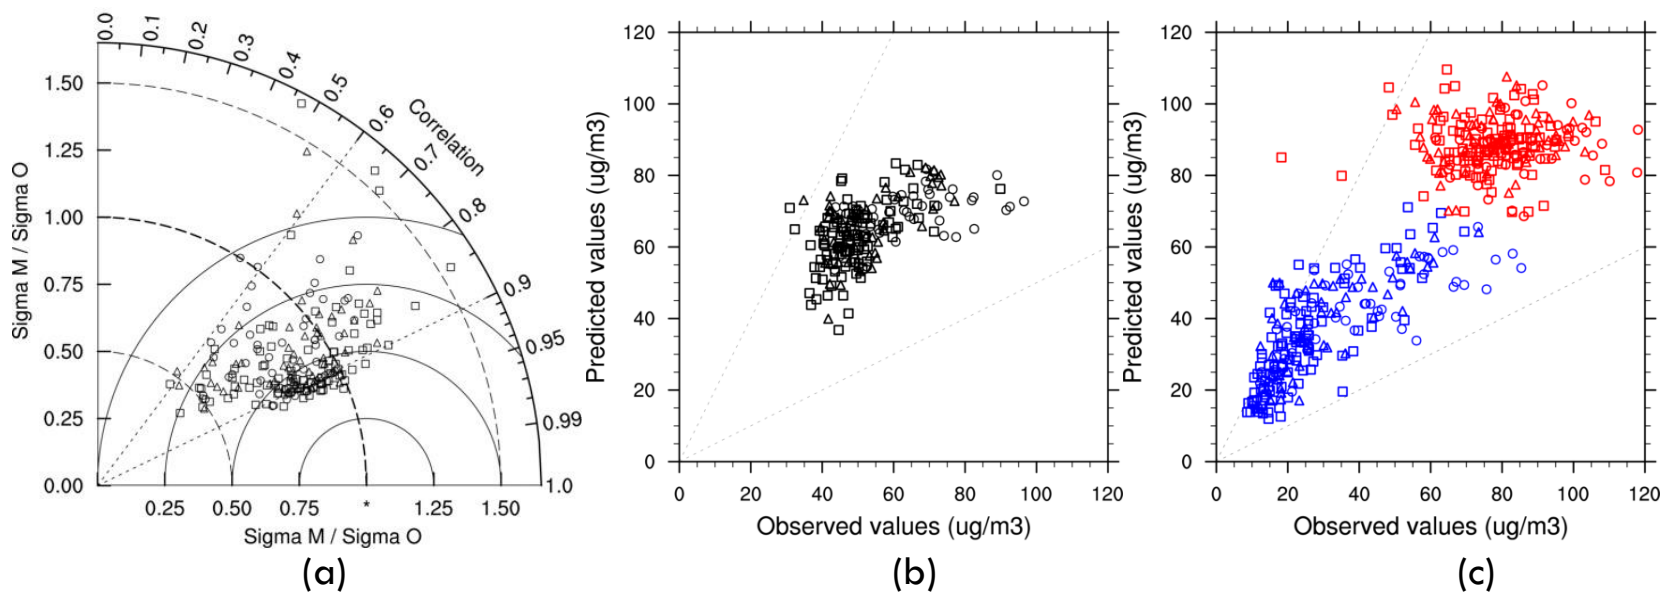 0.0 0.1 0.2 0.3 0.4 0.5 0.6 0.7 0.8 0.9 0.95 0.99 1.0
Correlation
1.50
1.25
1.00
0.75
0.50
0.25
0.00
Sigma M / Sigma O
0.25 0.50 0.75 * 1.25 1.50
Sigma M / Sigma O
(a)
120
100
80
60
40
20
0
Predicted values (ug/m3)
0 20 40 60 80 100 120
Observed values (ug/m3)
(b)
120
100
80
60
40
20
0
Predicted values (ug/m3)
0 20 40 60 80 100 120
Observed values (ug/m3)
(c)